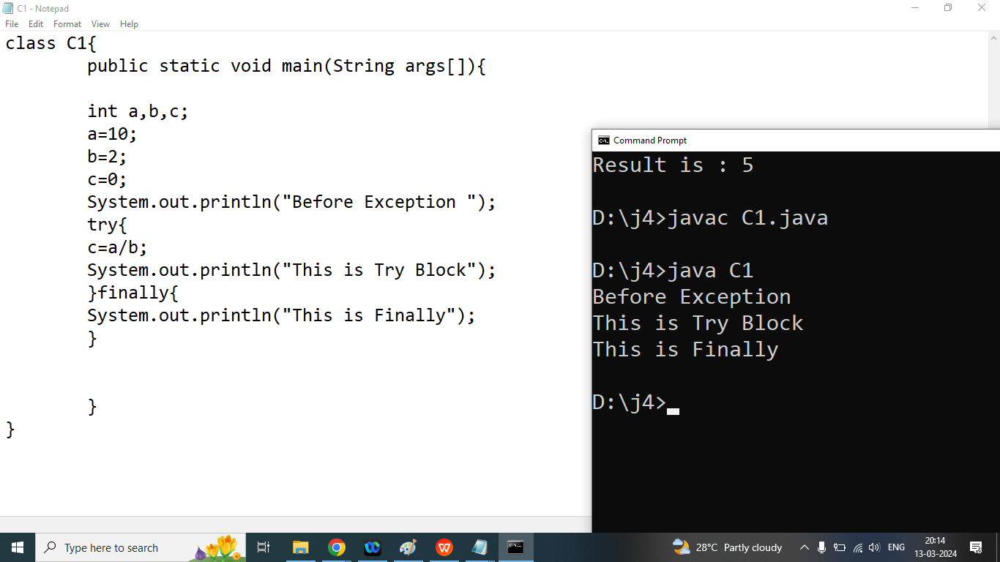 C1 - Notepad
File Edit Format View Help
class C1{
public static void main(String args[]){
int a,b,c;
a=10;
b=2;
c=0;
System.out.println("Before Exception ");
try{
c=a/b;
System.out.println("This is Try Block");
}finally{
System.out.println("This is Finally");
}
}
}
Command Prompt
Result is : 5
D:\j4>javac C1.java
D:\j4>java C1
Before Exception
This is Try Block
This is Finally
D:\j4>
Type here to search
28°C Partly cloudy
ENG
20:14
13-03-2024